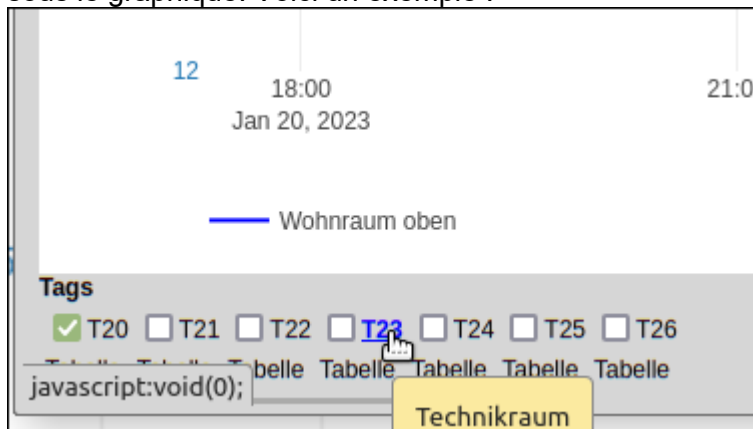 12
18:00
21:0
Jan 20, 2023
Wohnraum oben
Tags
T20 T21 T22 T23 T24 T25 T26
Tabelle Tabelle Tabelle Tabelle Tabelle
javascript:void(0);
Technikraum